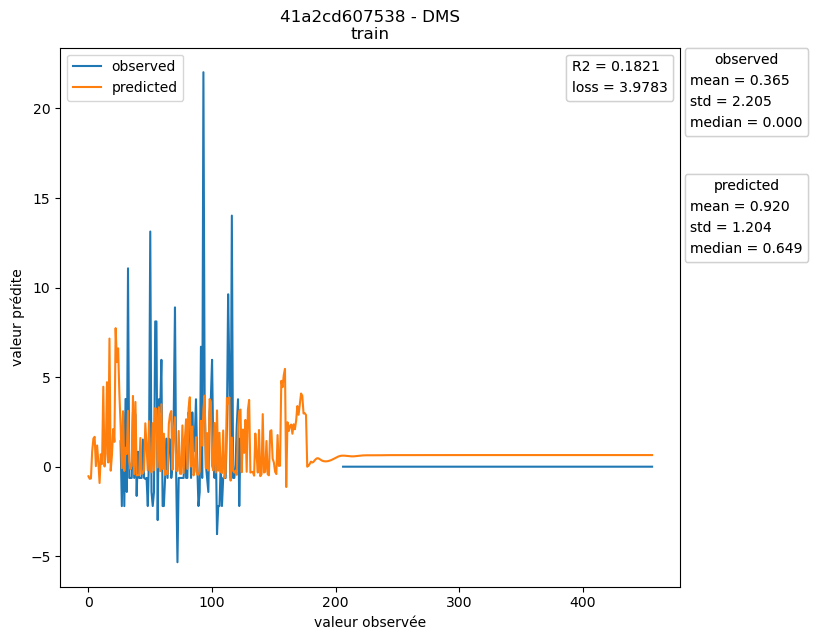 41a2cd607538 - DMS
train
observed
predicted
R2 = 0.1821
loss = 3.9783
observed
mean = 0.365
std = 2.205
median = 0.000
predicted
mean = 0.920
std = 1.204
median = 0.649
valeur prédite
20
15
10
5
0
−5
0
100
200
300
400
valeur observée